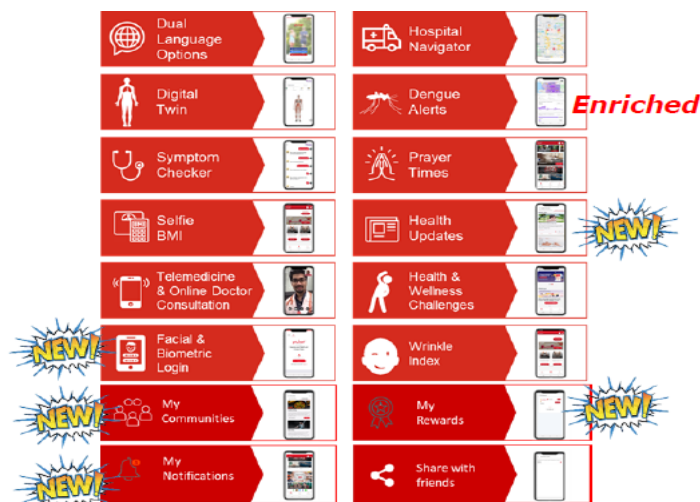 Dual
Language
Options
Hospital
Navigator
Digital
Twin
Dengue
Alerts
Enriched
Symptom
Checker
Prayer
Times
Selfie
BMI
Health
Updates
NEW!
Telemedicine
& Online Doctor
Consultation
Health &
Wellness
Challenges
NEW!
Facial &
Biometric
Login
Wrinkle
Index
NEW!
My
Communities
My
Rewards
NEW!
NEW!
My
Notifications
Share with
friends